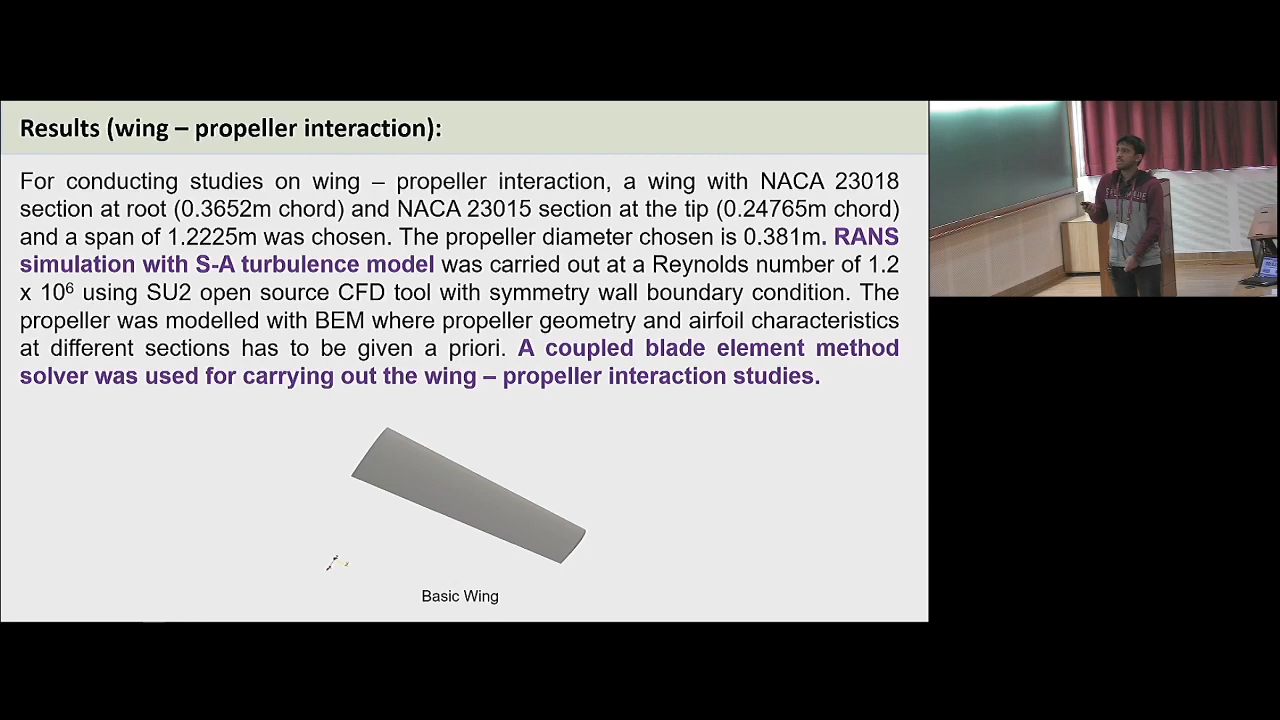 Results (wing – propeller interaction):
For conducting studies on wing – propeller interaction, a wing with NACA 23018
section at root (0.3652m chord) and NACA 23015 section at the tip (0.24765m chord)
and a span of 1.2225m was chosen. The propeller diameter chosen is 0.381m. RANS
simulation with S-A turbulence model was carried out at a Reynolds number of 1.2
x 10⁶ using SU2 open source CFD tool with symmetry wall boundary condition. The
propeller was modelled with BEM where propeller geometry and airfoil characteristics
at different sections has to be given a priori. A coupled blade element method
solver was used for carrying out the wing – propeller interaction studies.
Basic Wing